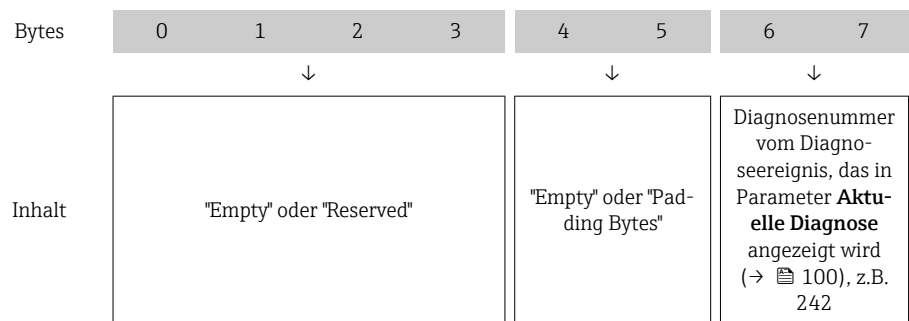 Bytes 0 1 2 3 4 5 6 7
↓ ↓ ↓
Inhalt
"Empty" oder "Reserved"
"Empty" oder "Pad-
ding Bytes"
Diagnosenummer
vom Diagno-
seereignis, das in
Parameter Aktu-
elle Diagnose
angezeigt wird
(→ 100), z.B.
242